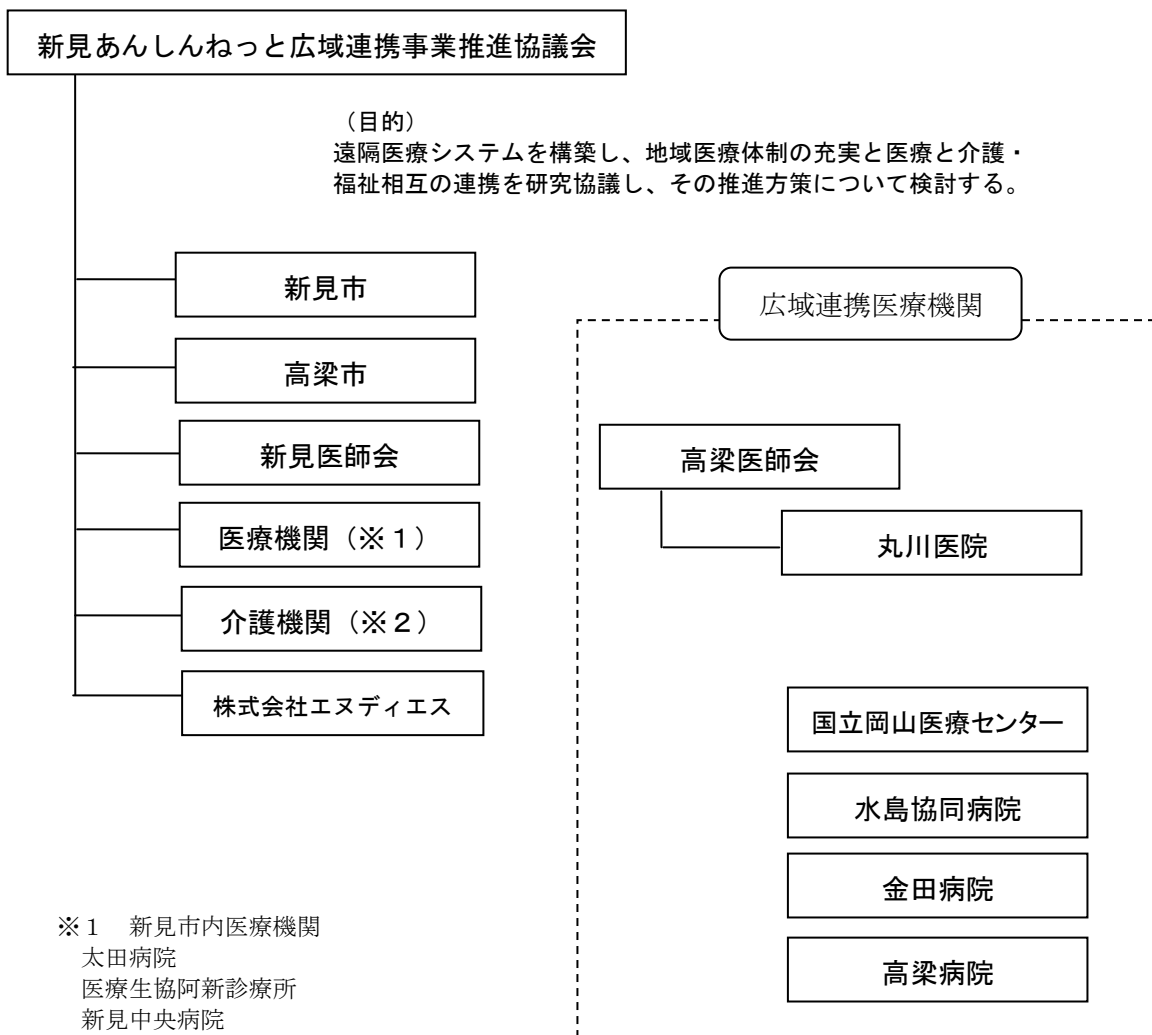 新見あんしんねっと広域連携事業推進協議会
（目的）
遠隔医療システムを構築し、地域医療体制の充実と医療と介護・
福祉相互の連携を研究協議し、その推進方策について検討する。
新見市
高梁市
新見医師会
医療機関（※１）
介護機関（※２）
株式会社エヌディエス
広域連携医療機関
高梁医師会
丸川医院
国立岡山医療センター
水島協同病院
金田病院
高梁病院
※１　新見市内医療機関
太田病院
医療生協阿新診療所
新見中央病院